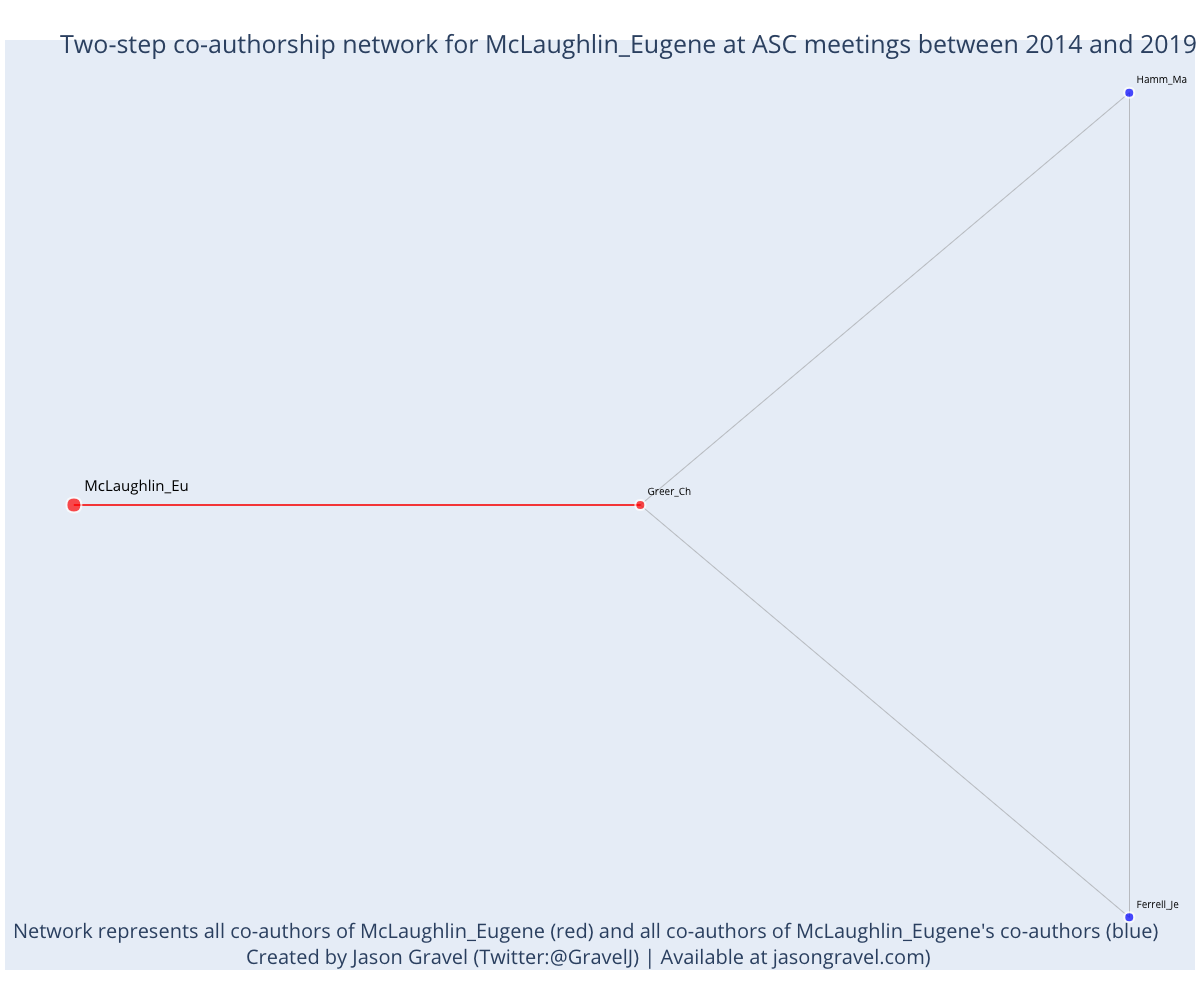 Two-step co-authorship network for McLaughlin_Eugene at ASC meetings between 2014 and 2019
Hamm_Ma
McLaughlin_Eu
Greer_Ch
Ferrell_Je
Network represents all co-authors of McLaughlin_Eugene (red) and all co-authors of McLaughlin_Eugene's co-authors (blue)
Created by Jason Gravel (Twitter:@GravelJ) | Available at jasongravel.com)